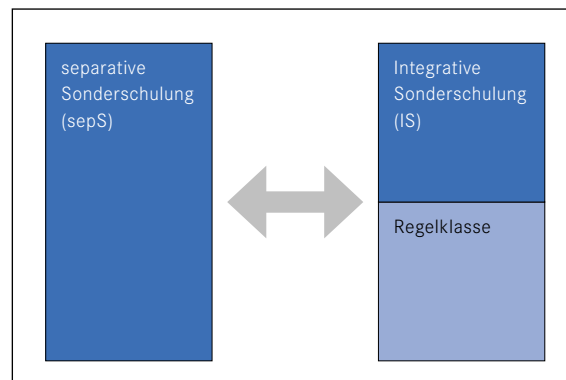 separative
Sonderschulung
(sepS)
Integrative
Sonderschulung
(IS)
Regelklasse